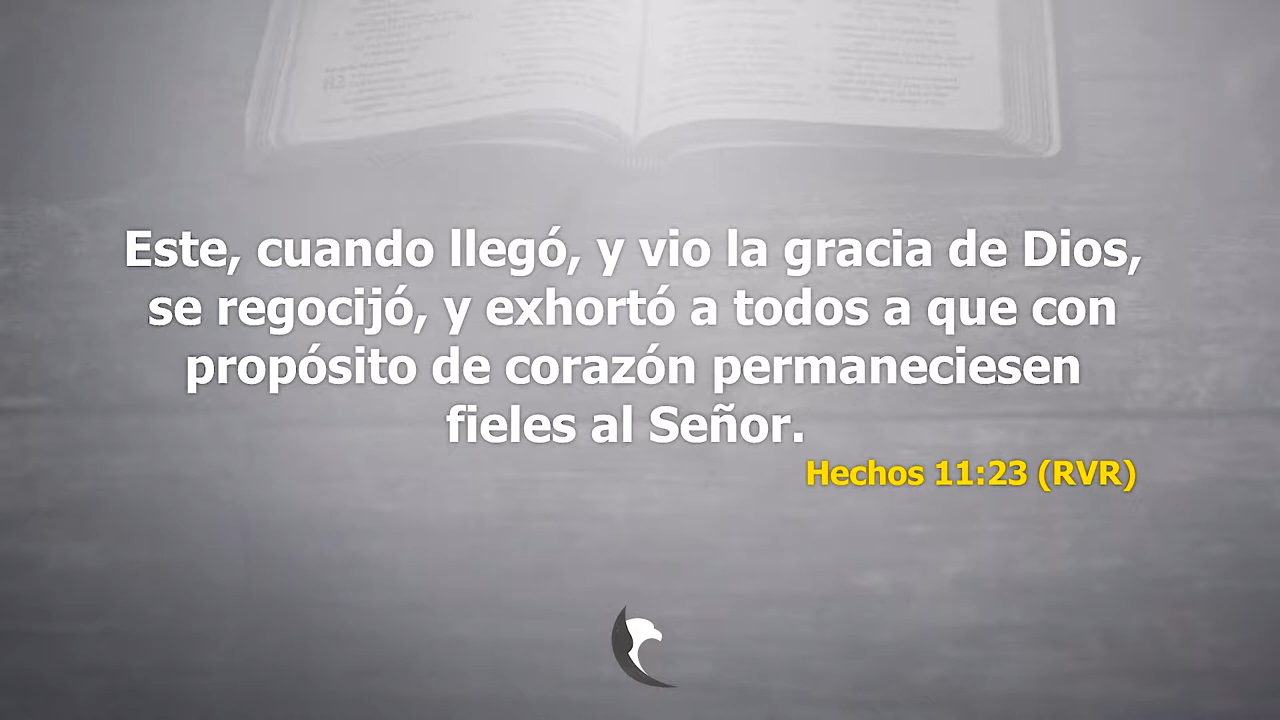 Este, cuando llegó, y vio la gracia de Dios,
se regocijó, y exhortó a todos a que con
propósito de corazón permaneciesen
fieles al Señor.
Hechos 11:23 (RVR)